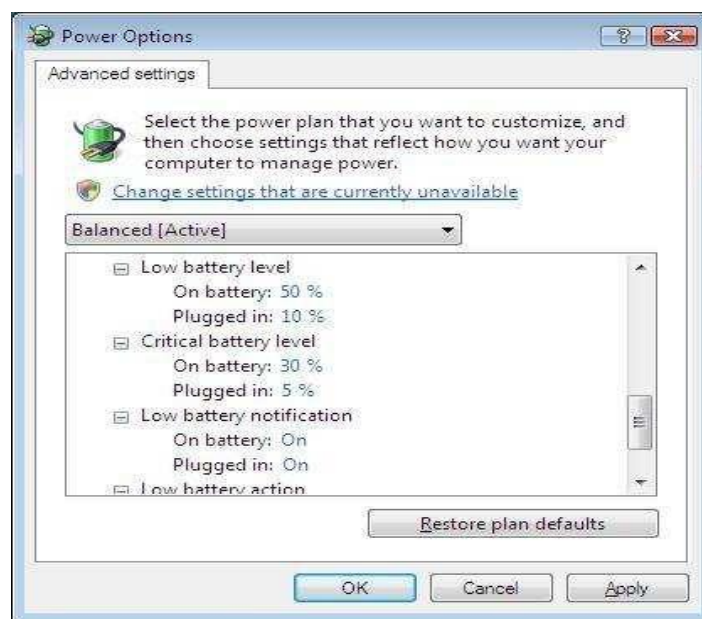 Power Options
Advanced settings
Select the power plan that you want to customize, and
then choose settings that reflect how you want your
computer to manage power.
Change settings that are currently unavailable
Balanced [Active]
Low battery level
On battery: 50 %
Plugged in: 10 %
Critical battery level
On battery: 30 %
Plugged in: 5 %
Low battery notification
On battery: On
Plugged in: On
Low battery action
Restore plan defaults
OK
Cancel
Apply